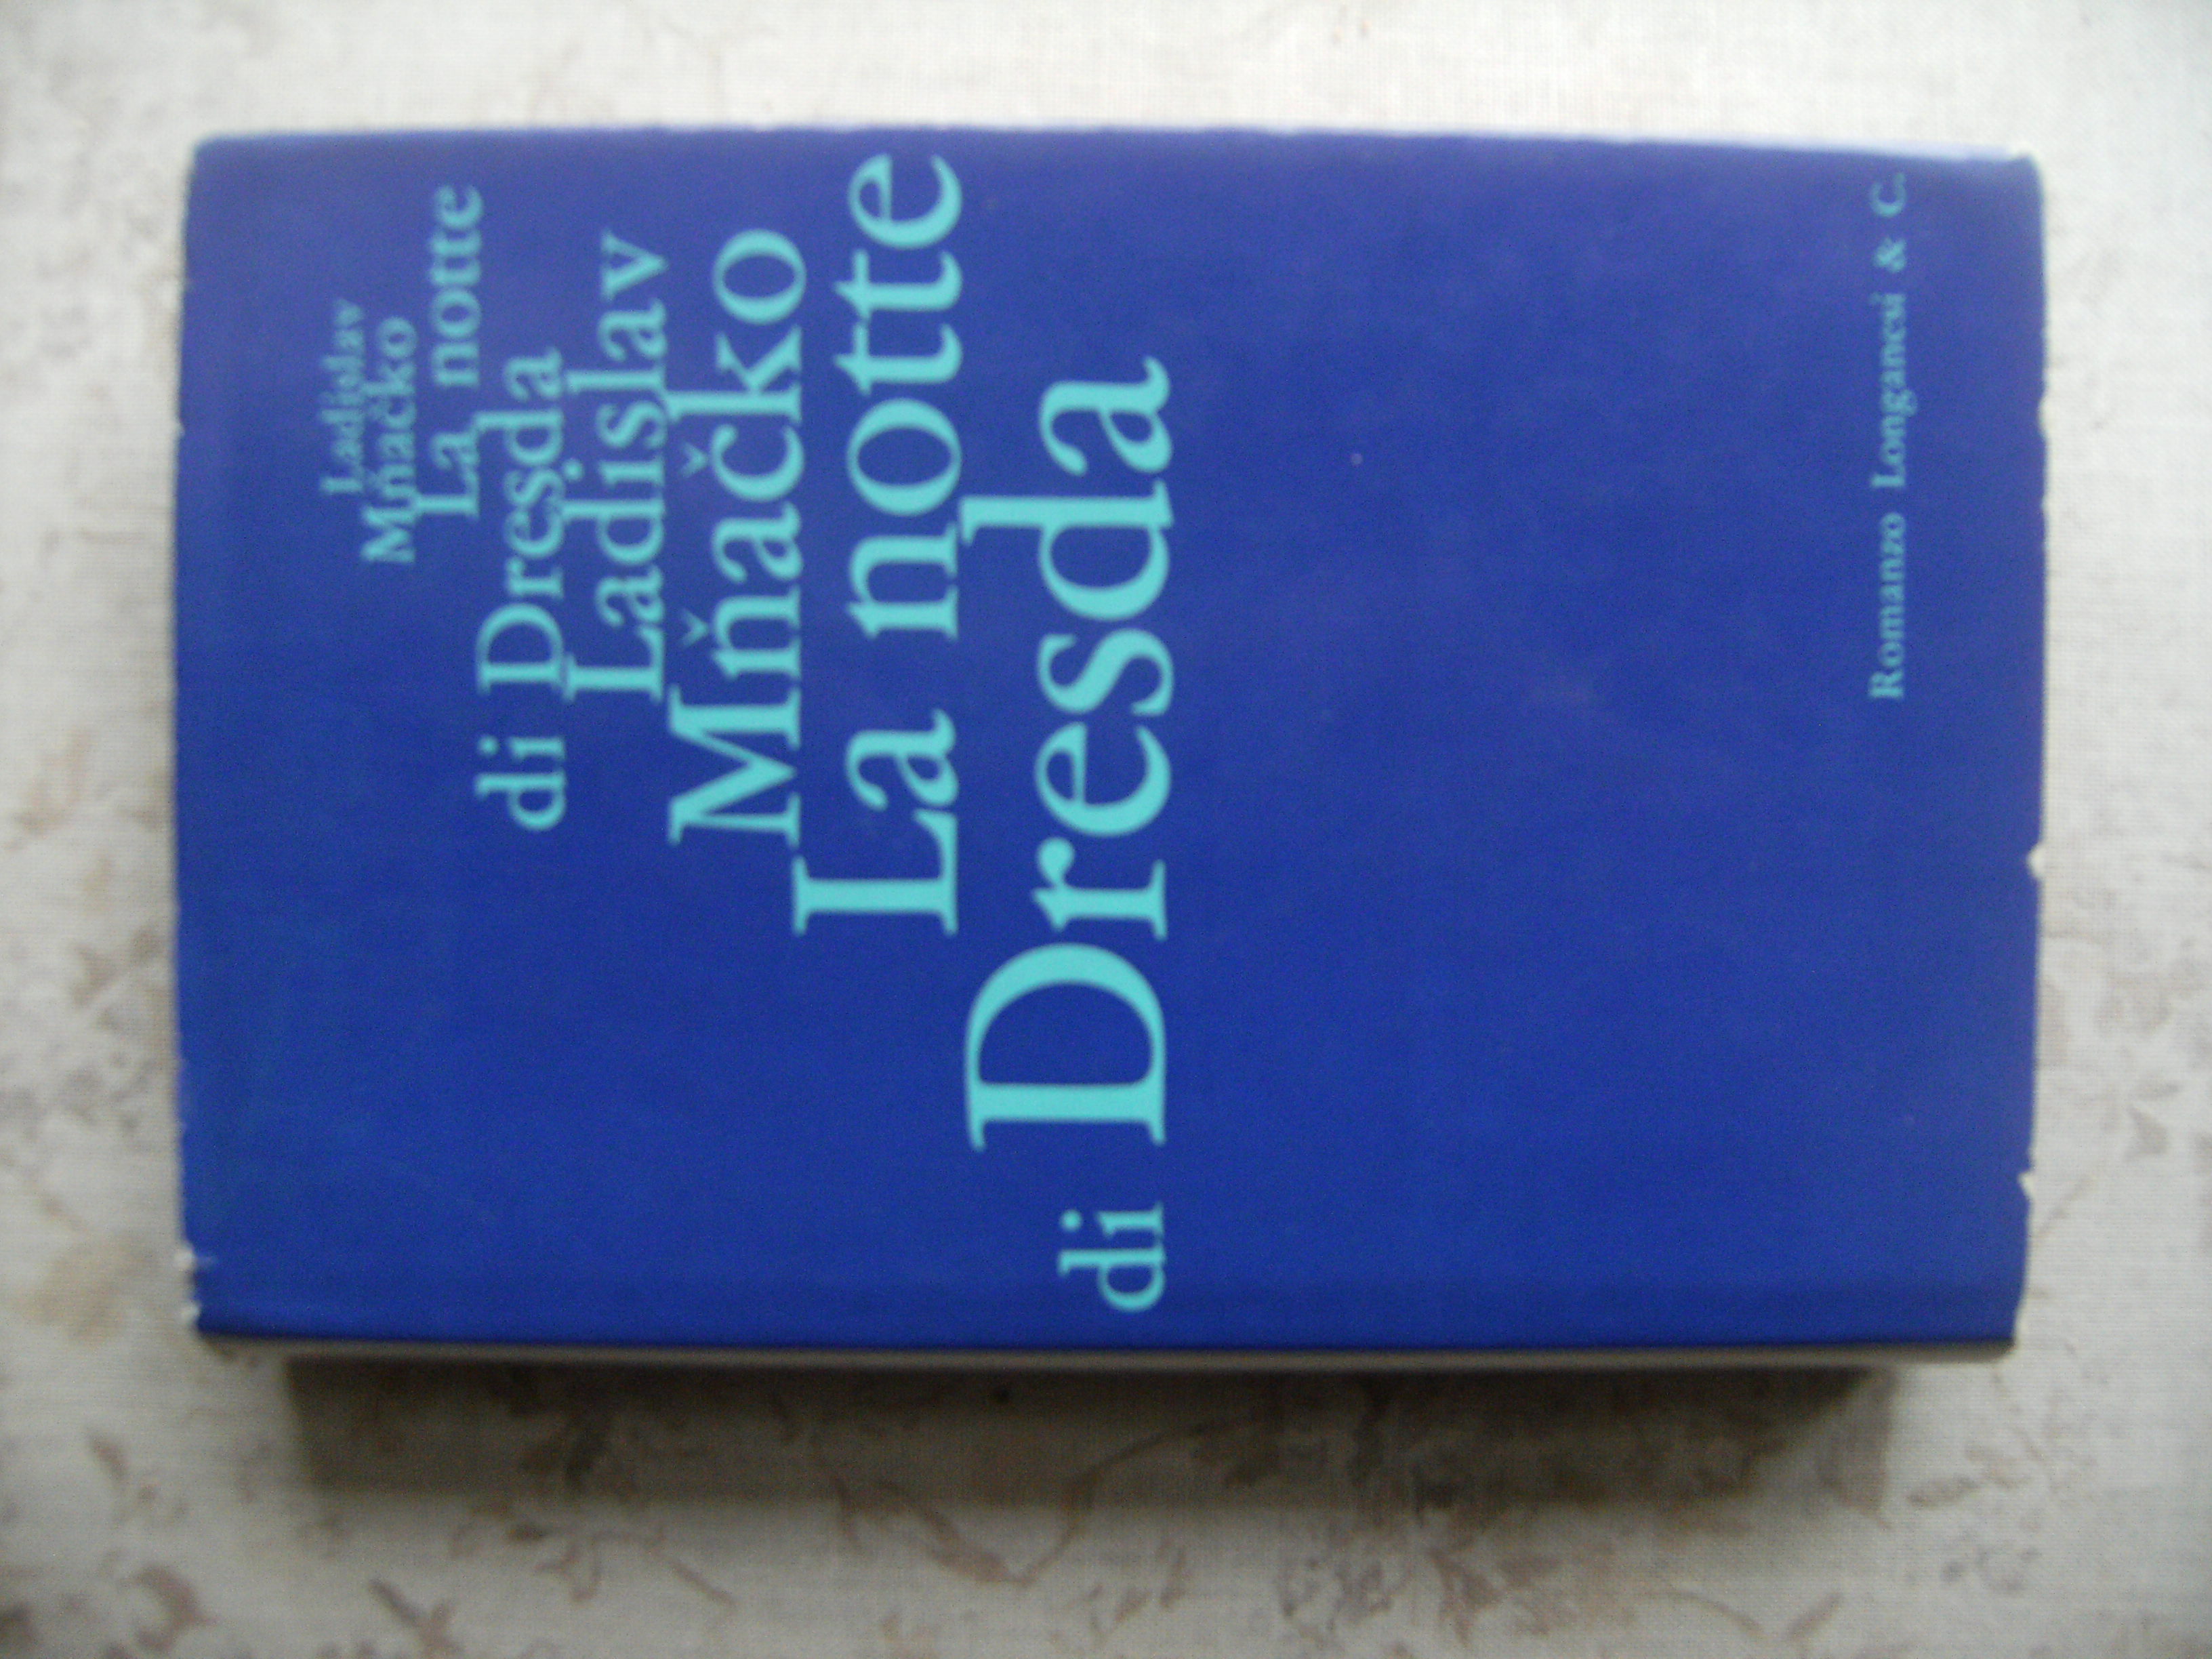 Ladislav
Mňačko
La notte
di Dresda
Ladislav
Mňačko
La notte
di Dresda
Romanzo Longanesi & C.